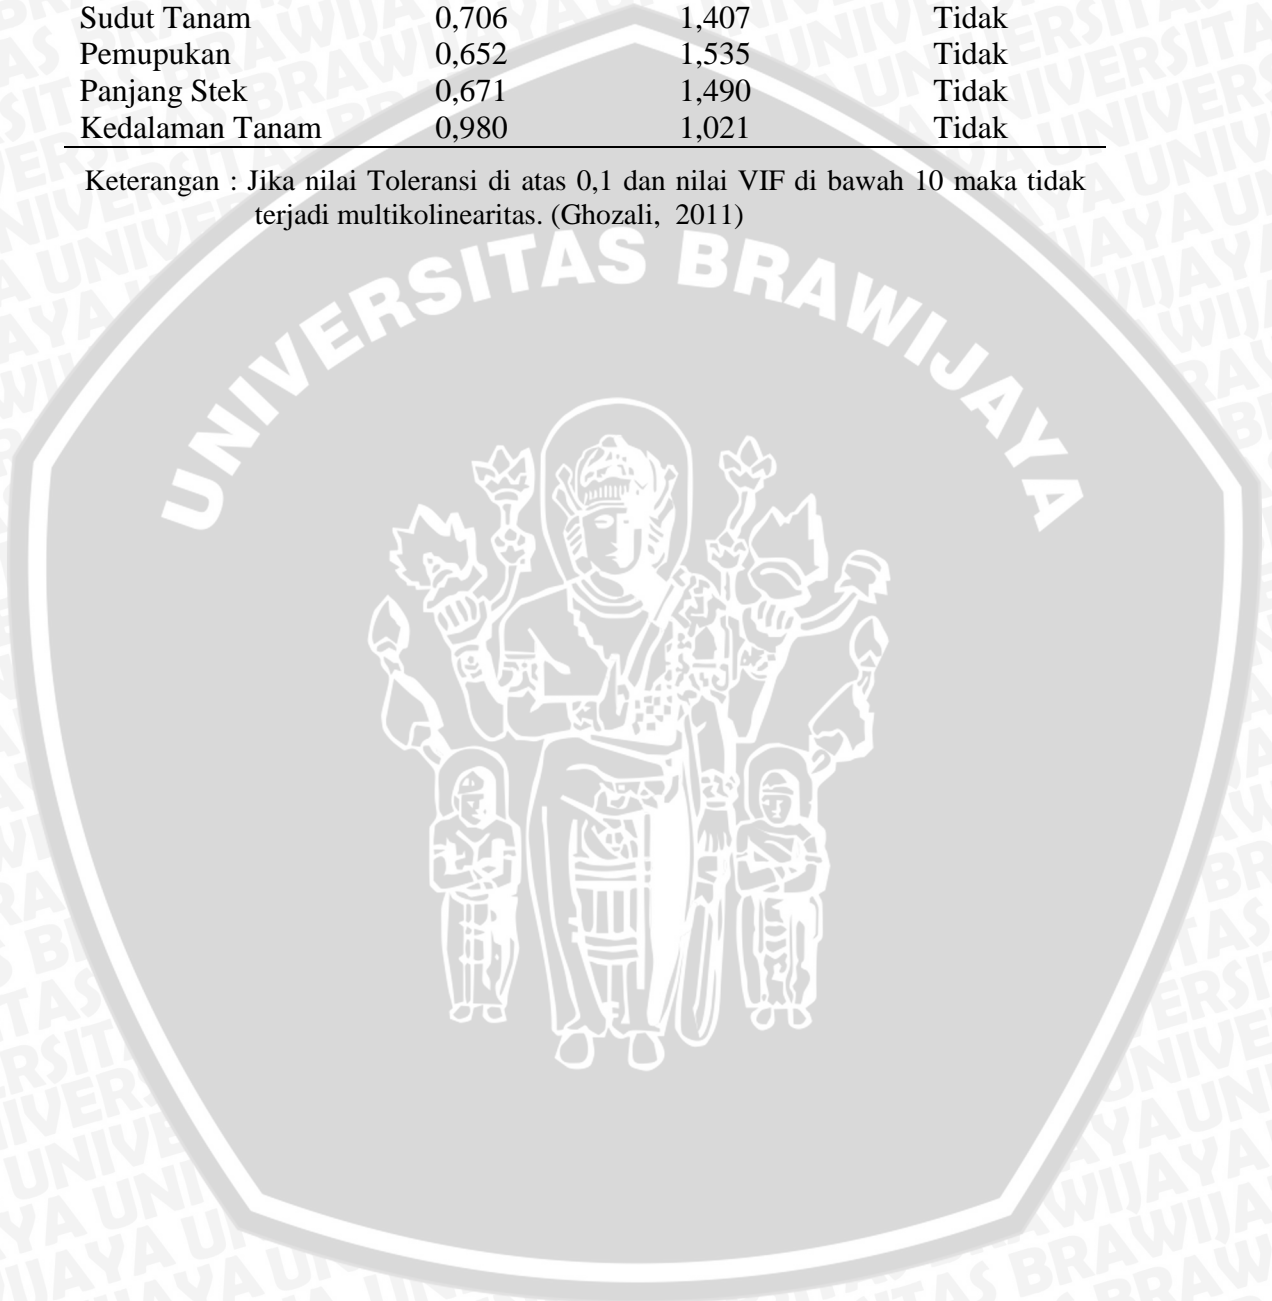 Sudut Tanam 0,706 1,407 Tidak
Pemupukan 0,652 1,535 Tidak
Panjang Stek 0,671 1,490 Tidak
Kedalaman Tanam 0,980 1,021 Tidak
Keterangan : Jika nilai Toleransi di atas 0,1 dan nilai VIF di bawah 10 maka tidak
terjadi multikolinearitas. (Ghozali, 2011)
UNIVERSITAS BRAWIJAYA